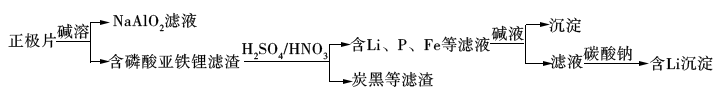 正极片 碱溶 NaAlO₂滤液
含磷酸亚铁锂滤渣 H₂SO₄/HNO₃ 含Li、P、Fe等滤液 碱液 沉淀
炭黑等滤渣 滤液 碳酸钠 含Li沉淀